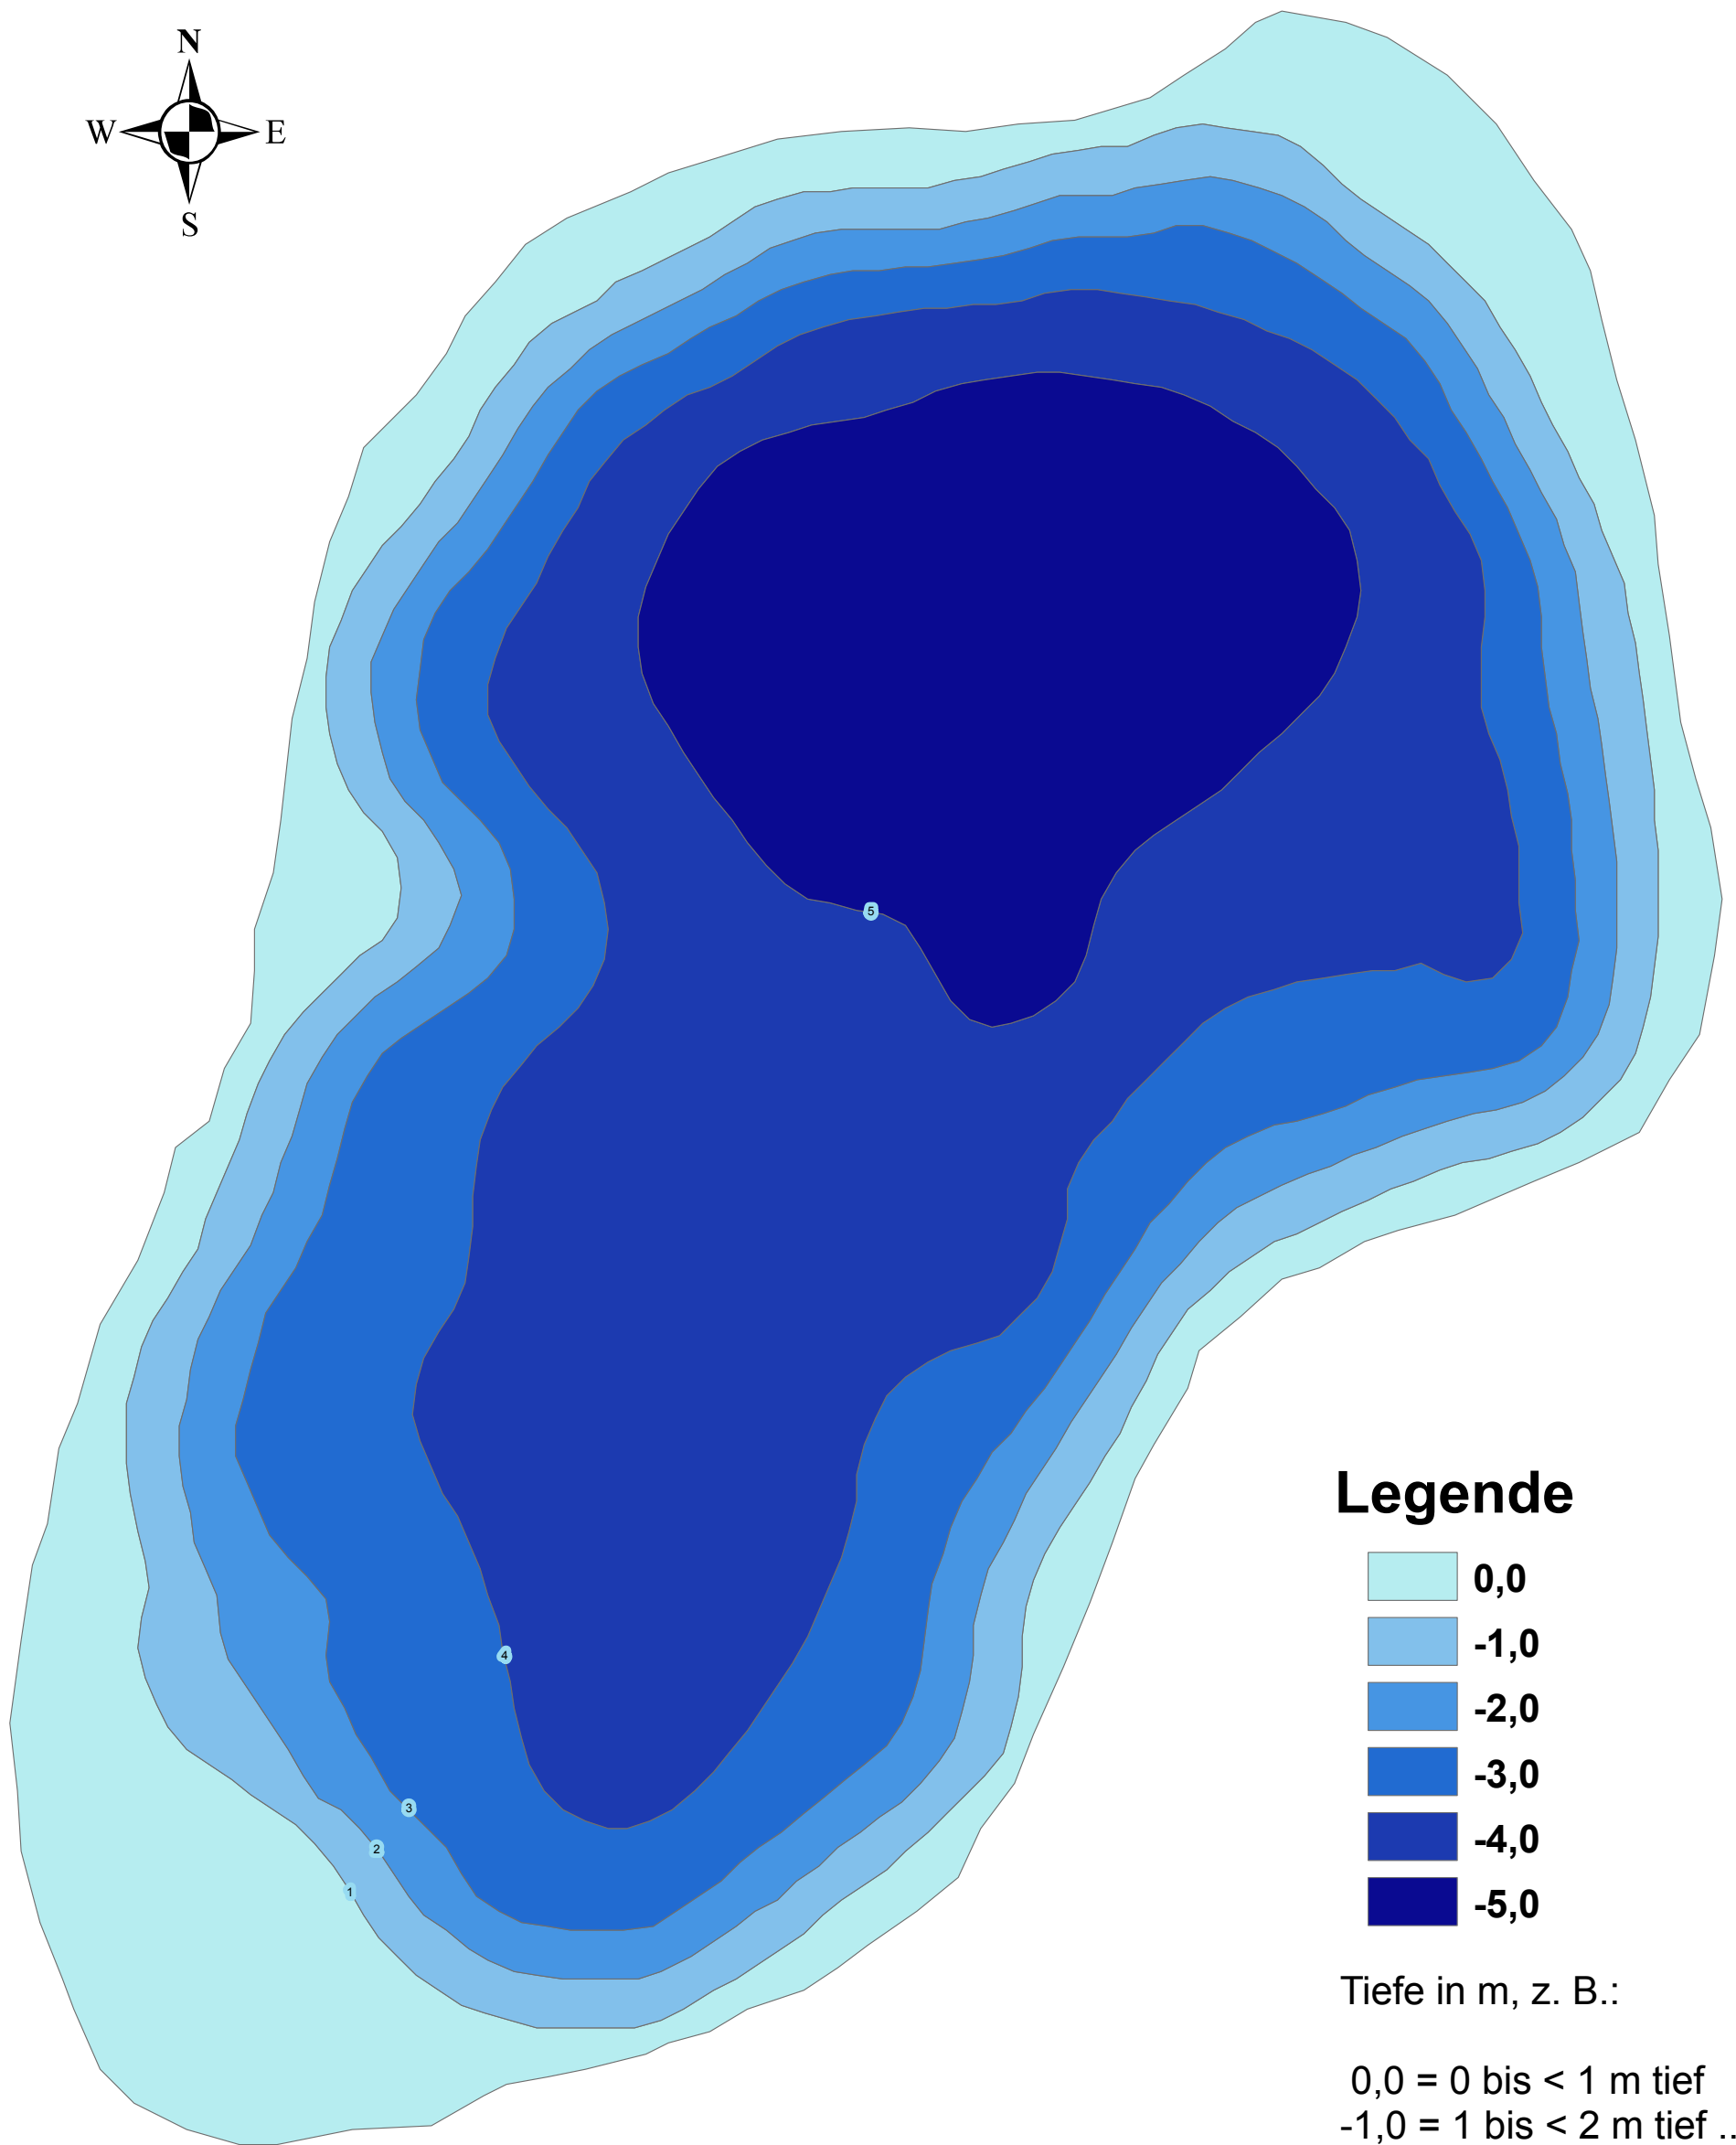 N
W E
S
5
4
3
2
1
Legende
0,0
-1,0
-2,0
-3,0
-4,0
-5,0
Tiefe in m, z. B.:
0,0 = 0 bis < 1 m tief
-1,0 = 1 bis < 2 m tief ..